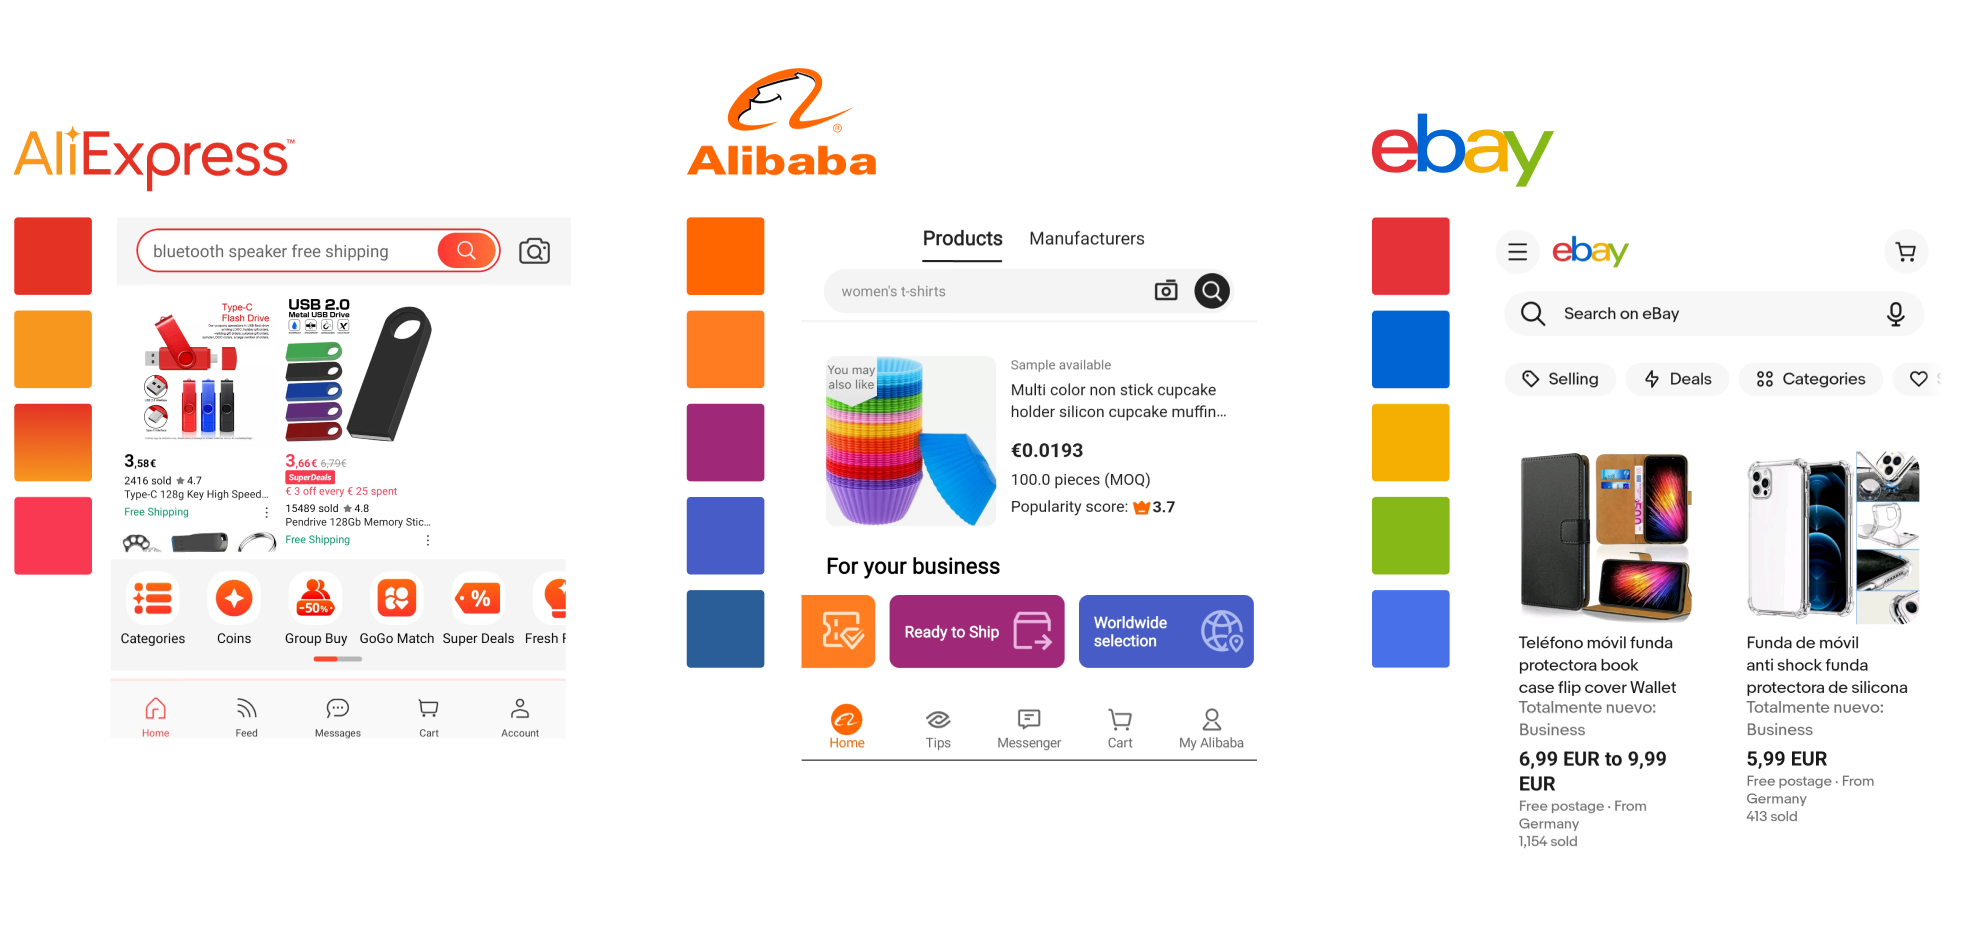 AliExpress™
bluetooth speaker free shipping
Type-C
Flash Drive
3,58€
2416 sold ★ 4.7
Type-C 128g Key High Speed...
Free Shipping
USB 2.0
Metal USB Drive
3,66€ 6,79€
SuperDeals
€ 3 off every € 25 spent
15489 sold ★ 4.8
Pendrive 128Gb Memory Stic...
Free Shipping
-50%
%
Categories
Coins
Group Buy
GoGo Match
Super Deals
Fresh
Home
Feed
Messages
Cart
Account
®
Alibaba
Products
Manufacturers
women's t-shirts
You may
also like
Sample available
Multi color non stick cupcake
holder silicon cupcake muffin...
€0.0193
100.0 pieces (MOQ)
Popularity score: 3.7
For your business
Ready to Ship
Worldwide
selection
Home
Tips
Messenger
Cart
My Alibaba
ebay
ebay
Search on eBay
Selling
Deals
Categories
Teléfono móvil funda
protectora book
case flip cover Wallet
Totalmente nuevo:
Business
6,99 EUR to 9,99
EUR
Free postage · From
Germany
1,154 sold
Funda de móvil
anti shock funda
protectora de silicona
Totalmente nuevo:
Business
5,99 EUR
Free postage · From
Germany
413 sold